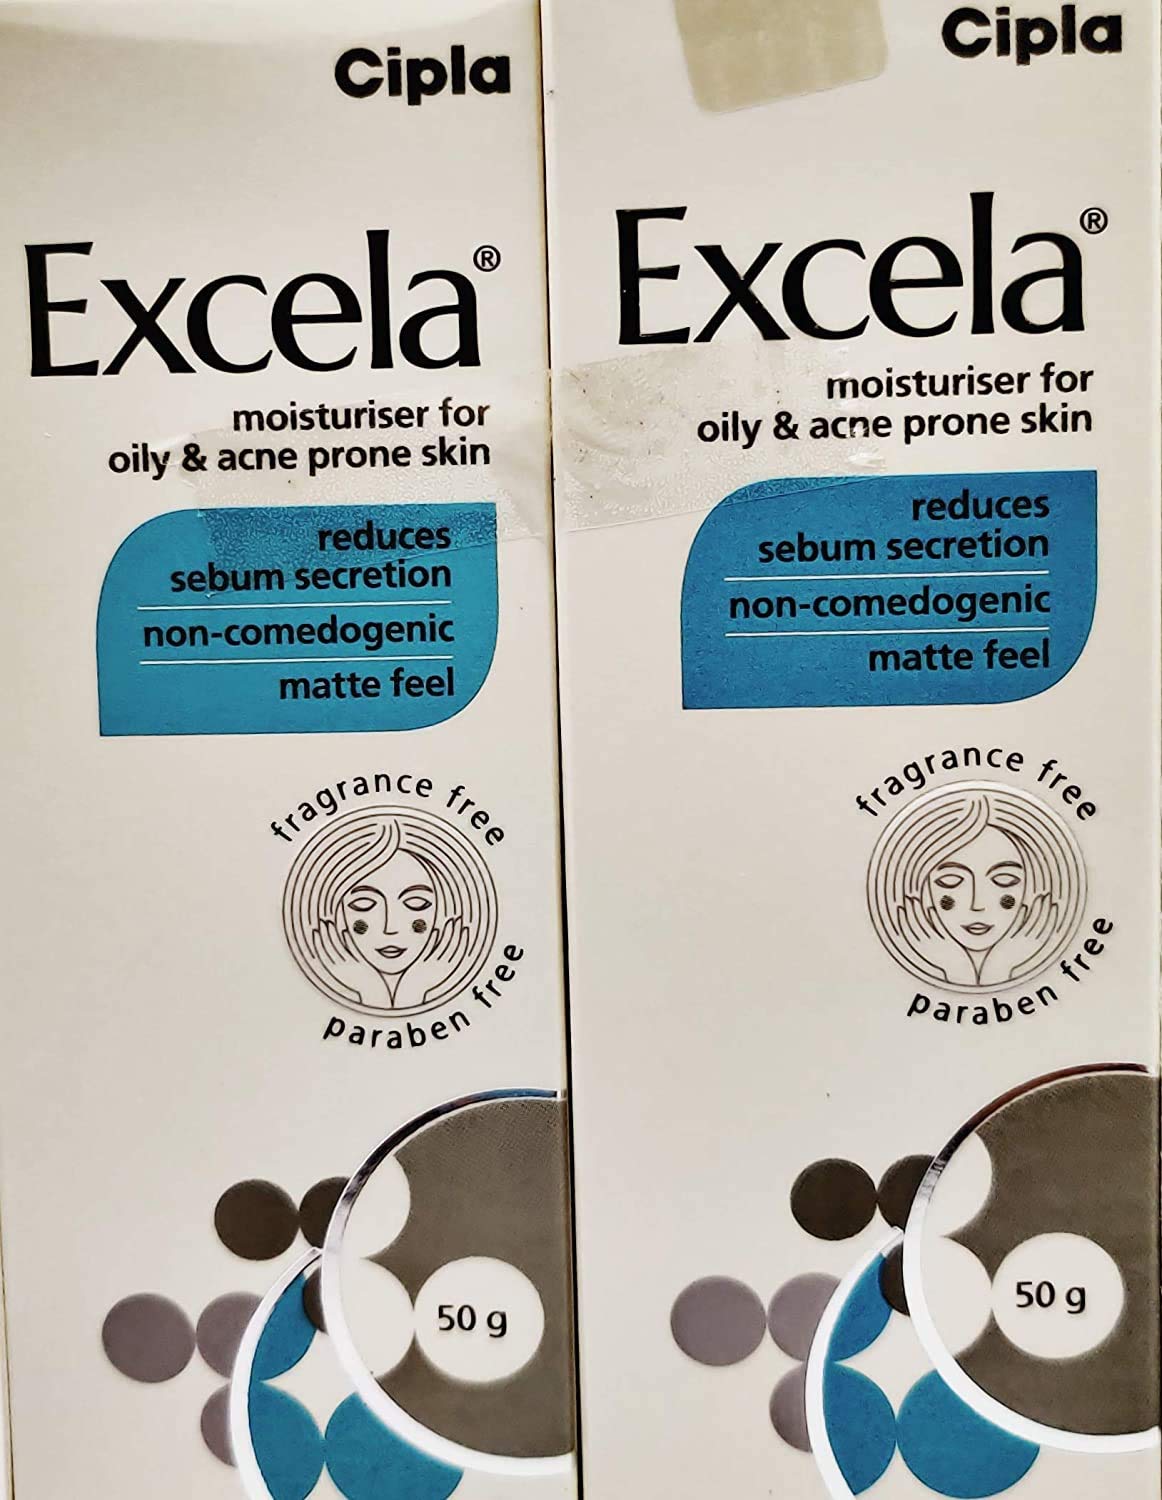 Cipla
Excela®
moisturiser for
oily & acne prone skin
reduces
sebum secretion
non-comedogenic
matte feel
fragrance free
paraben free
50 g
Cipla
Excela®
moisturiser for
oily & acne prone skin
reduces
sebum secretion
non-comedogenic
matte feel
fragrance free
paraben free
50 g